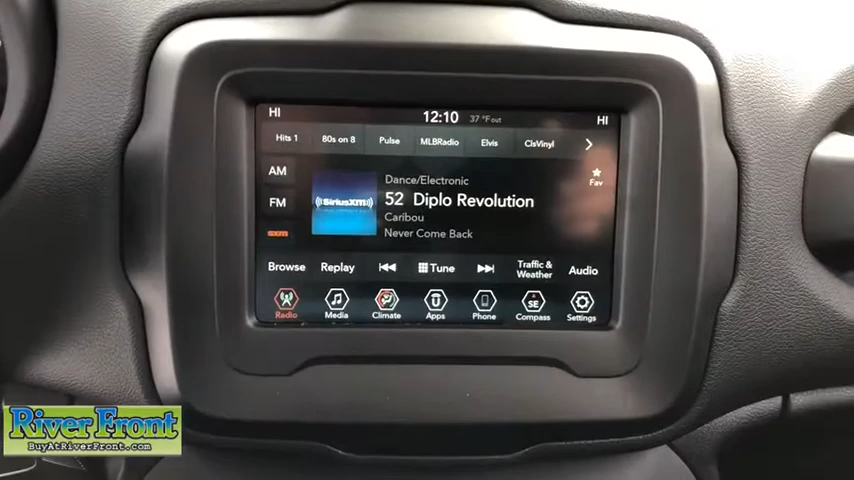 HI 12:10 37 °F out HI
Hits 1 80s on 8 Pulse MLBRadio Elvis ClsVinyl
AM
FM
sxm
SiriusXM
Dance/Electronic
52 Diplo Revolution
Caribou
Never Come Back
Fav
Browse Replay Tune Traffic & Weather Audio
Radio Media Climate Apps Phone SE Compass Settings
River Front
BuyAtRiverFront.com